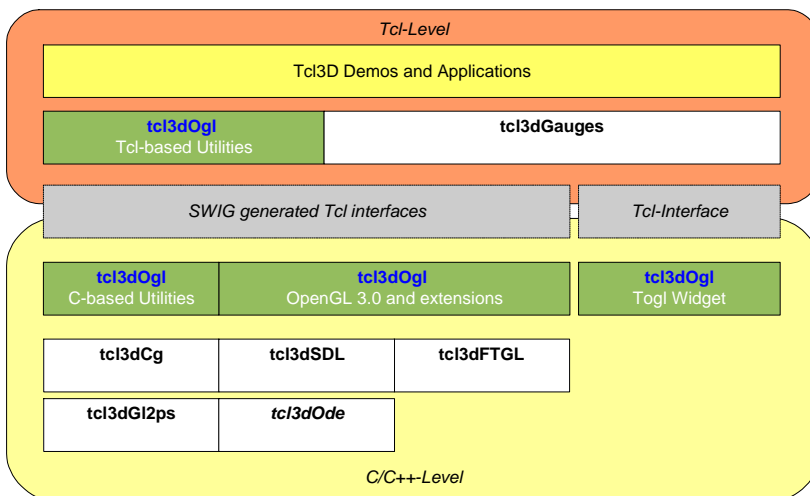 Tcl-Level
Tcl3D Demos and Applications
tcl3dOgl
Tcl-based Utilities
tcl3dGauges
SWIG generated Tcl interfaces
Tcl-Interface
tcl3dOgl
C-based Utilities
tcl3dOgl
OpenGL 3.0 and extensions
tcl3dOgl
Togl Widget
tcl3dCg
tcl3dSDL
tcl3dFTGL
tcl3dGl2ps
tcl3dOde
C/C++-Level